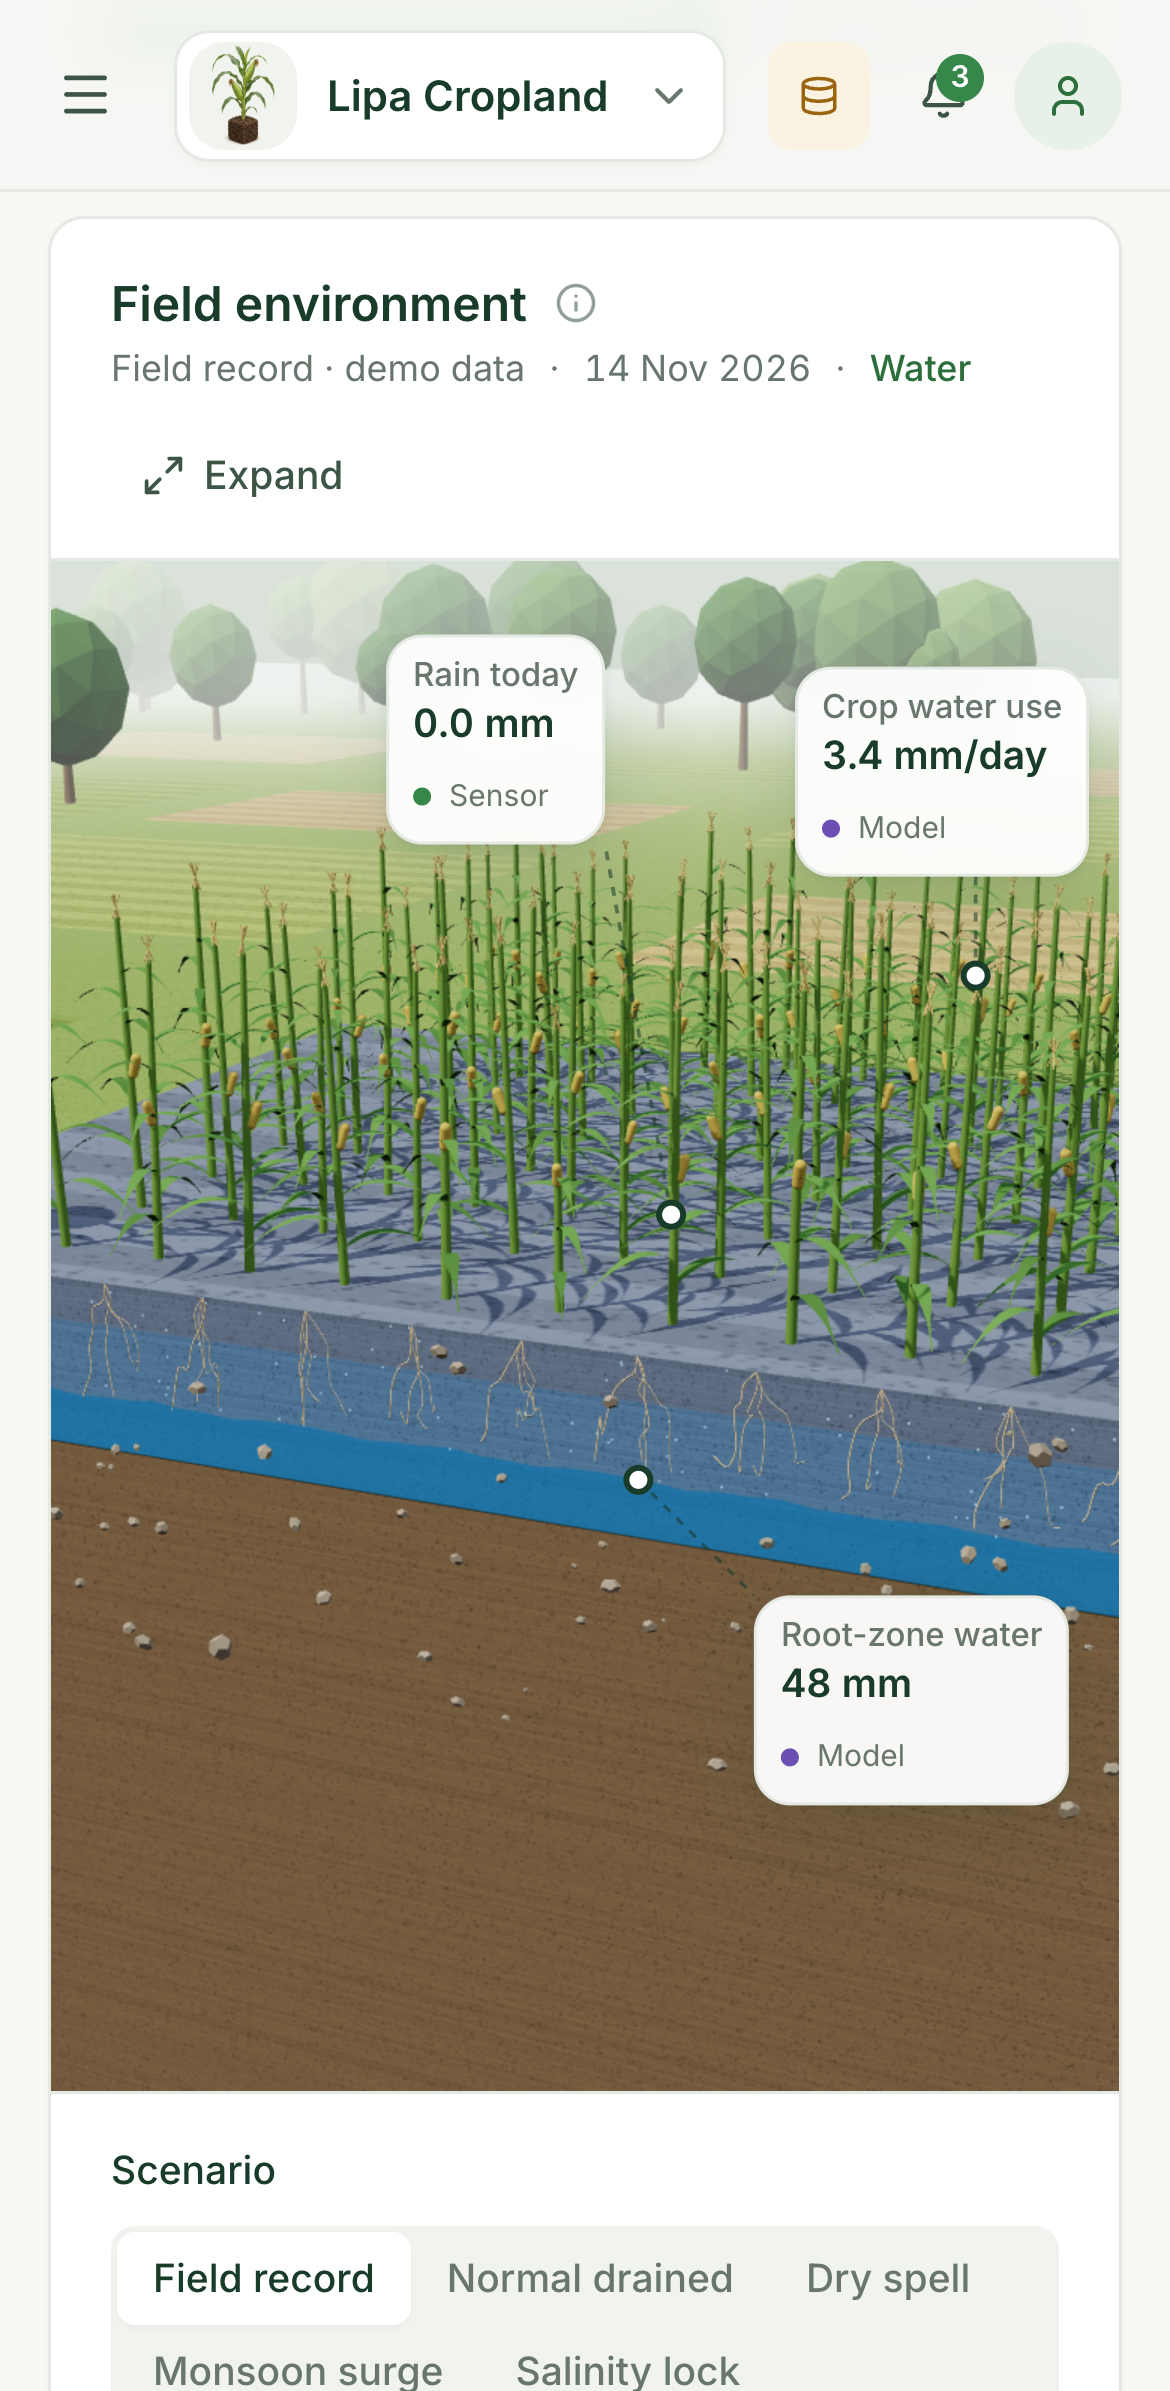 Lipa Cropland
3
Field environment
Field record · demo data · 14 Nov 2026 · Water
Expand
Rain today
0.0 mm
Sensor
Crop water use
3.4 mm/day
Model
Root-zone water
48 mm
Model
Scenario
Field record Normal drained Dry spell
Monsoon surge Salinity lock